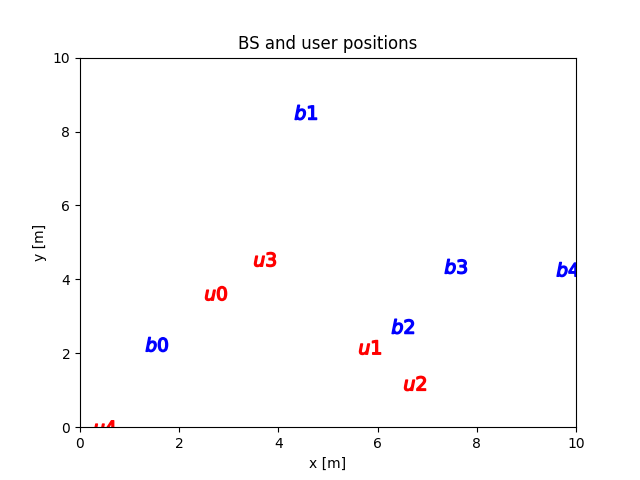 BS and user positions
10
b1
8
6
y [m]
u3
b3
b4
4
u0
b2
b0
u1
2
u2
u4
0
0 2 4 6 8 10
x [m]